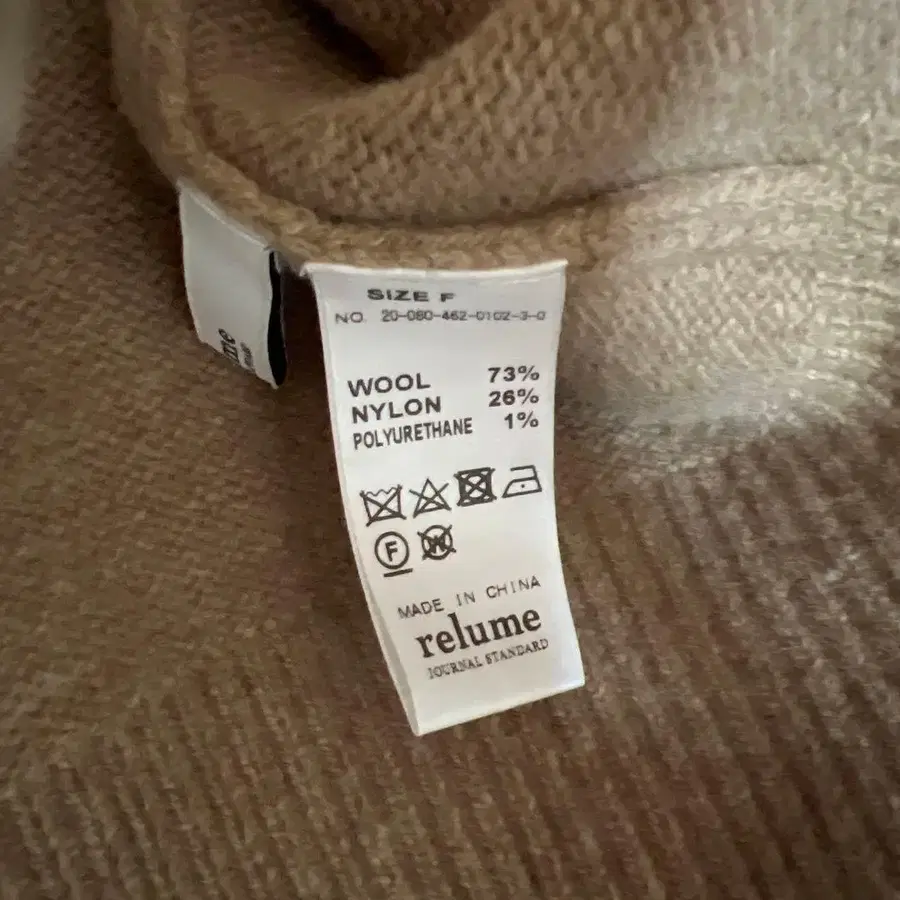 SIZE F
NO. 20-080-462-0102-3-0
WOOL 73%
NYLON 26%
POLYURETHANE 1%
F
W
MADE IN CHINA
relume
JOURNAL STANDARD